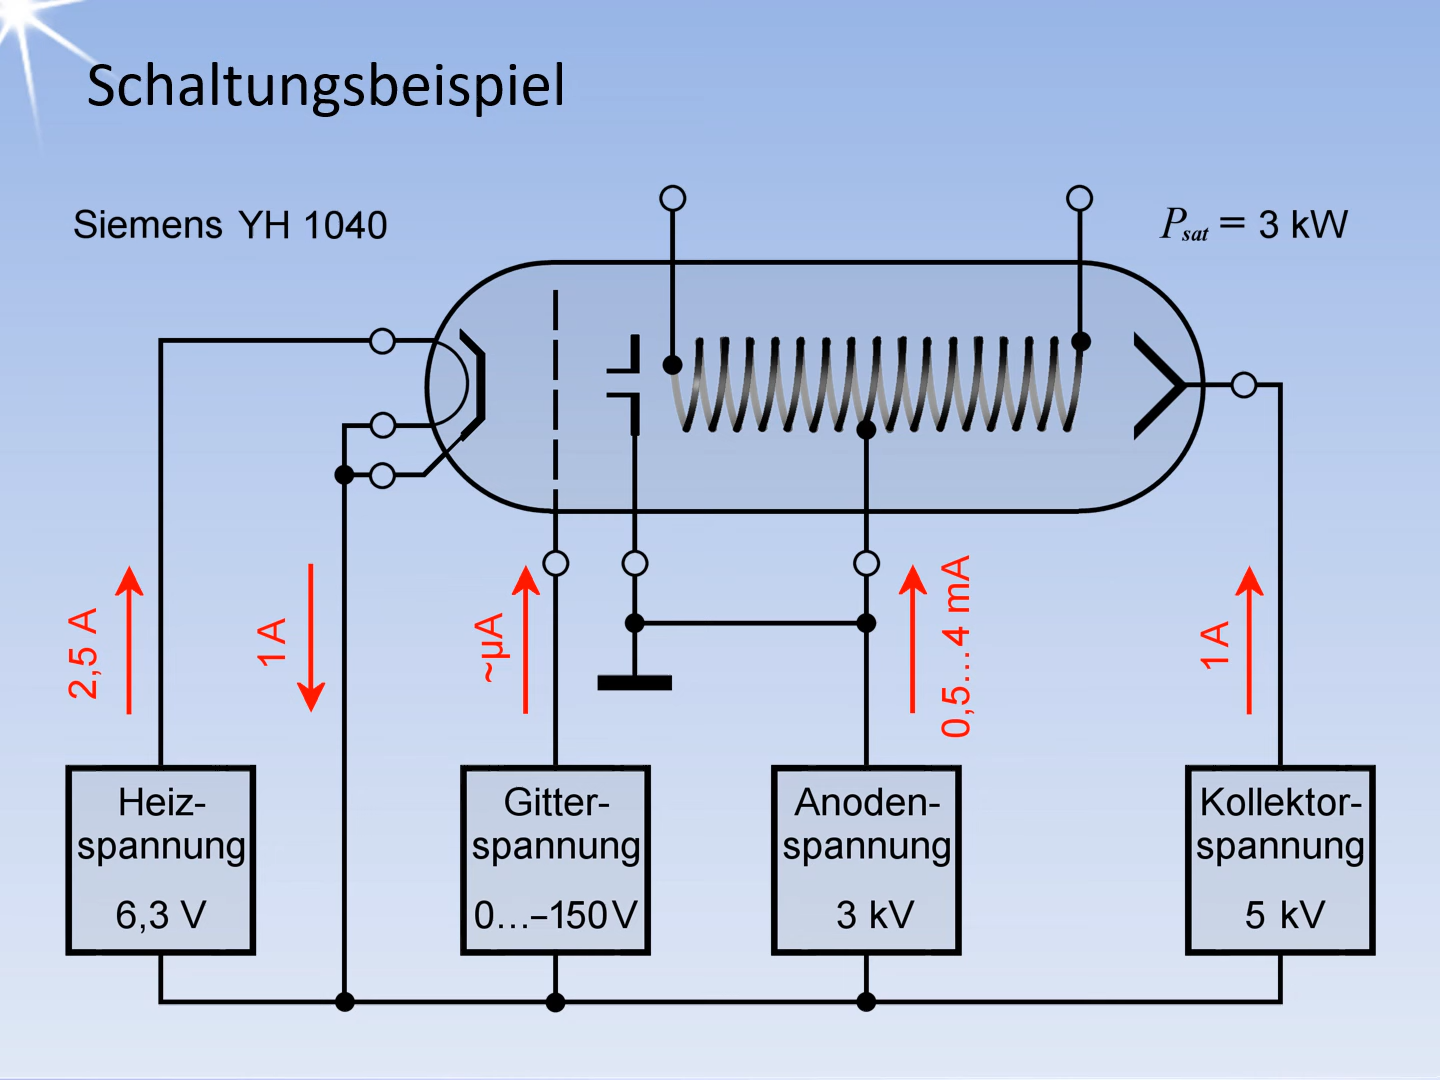 Schaltungsbeispiel
Siemens YH 1040
Psat = 3 kW
2,5 A
1 A
~µA
0,5...4 mA
1 A
Heiz-
spannung
6,3 V
Gitter-
spannung
0...–150 V
Anoden-
spannung
3 kV
Kollektor-
spannung
5 kV